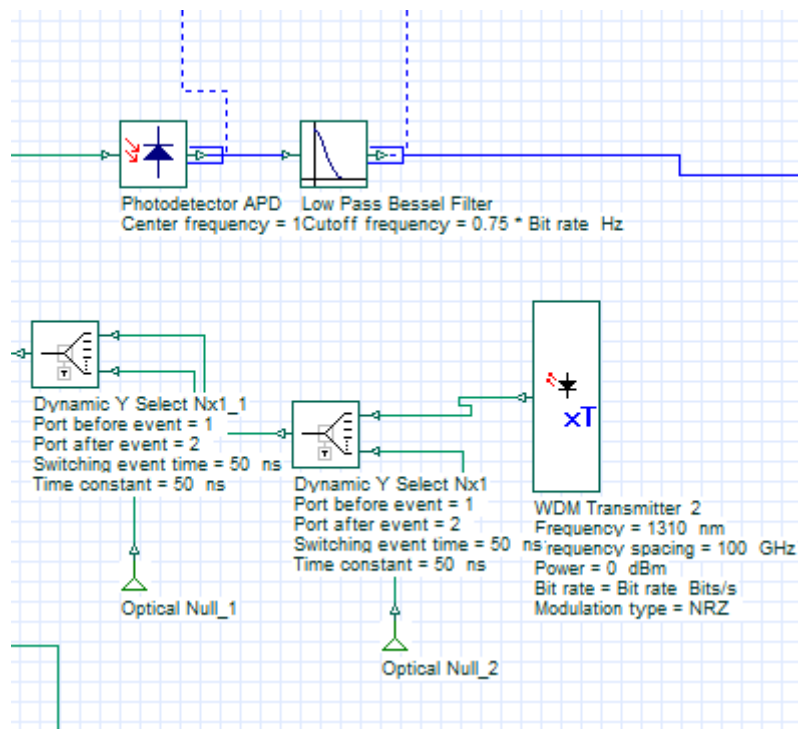 Photodetector APD
Center frequency = 1
Low Pass Bessel Filter
Cutoff frequency = 0.75 * Bit rate Hz
Dynamic Y Select Nx1_1
Port before event = 1
Port after event = 2
Switching event time = 50 ns
Time constant = 50 ns
Optical Null_1
Dynamic Y Select Nx1
Port before event = 1
Port after event = 2
Switching event time = 50 ns
Time constant = 50 ns
Optical Null_2
xT
WDM Transmitter 2
Frequency = 1310 nm
Frequency spacing = 100 GHz
Power = 0 dBm
Bit rate = Bit rate Bits/s
Modulation type = NRZ
T
T